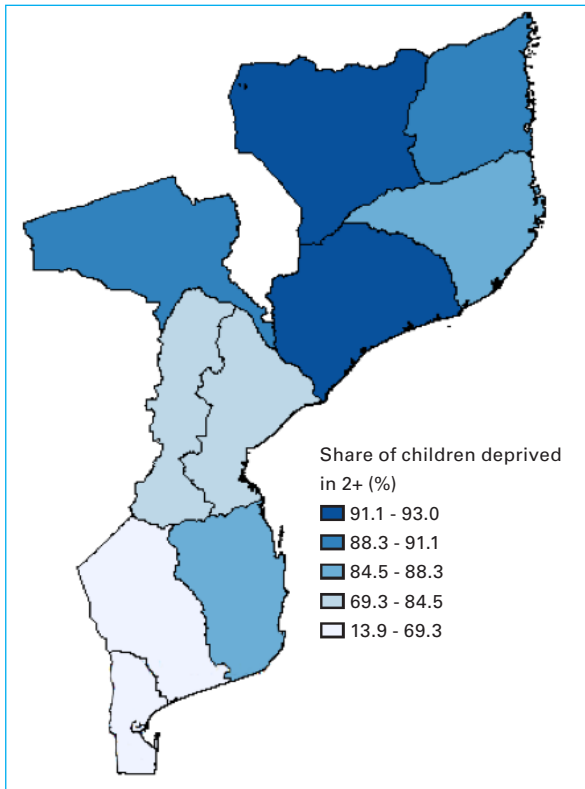 Share of children deprived
in 2+ (%)
91.1 - 93.0
88.3 - 91.1
84.5 - 88.3
69.3 - 84.5
13.9 - 69.3